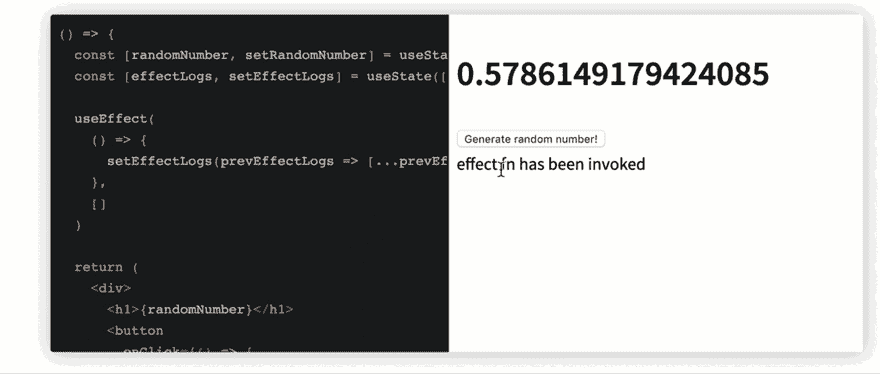 () => {
const [randomNumber, setRandomNumber] = useSta
const [effectLogs, setEffectLogs] = useState([
useEffect(
() => {
setEffectLogs(prevEffectLogs => [...prevEf
},
[]
)
return (
<div>
<h1>{randomNumber}</h1>
<button
onClick={() => {
0.5786149179424085
Generate random number!
effect fn has been invoked